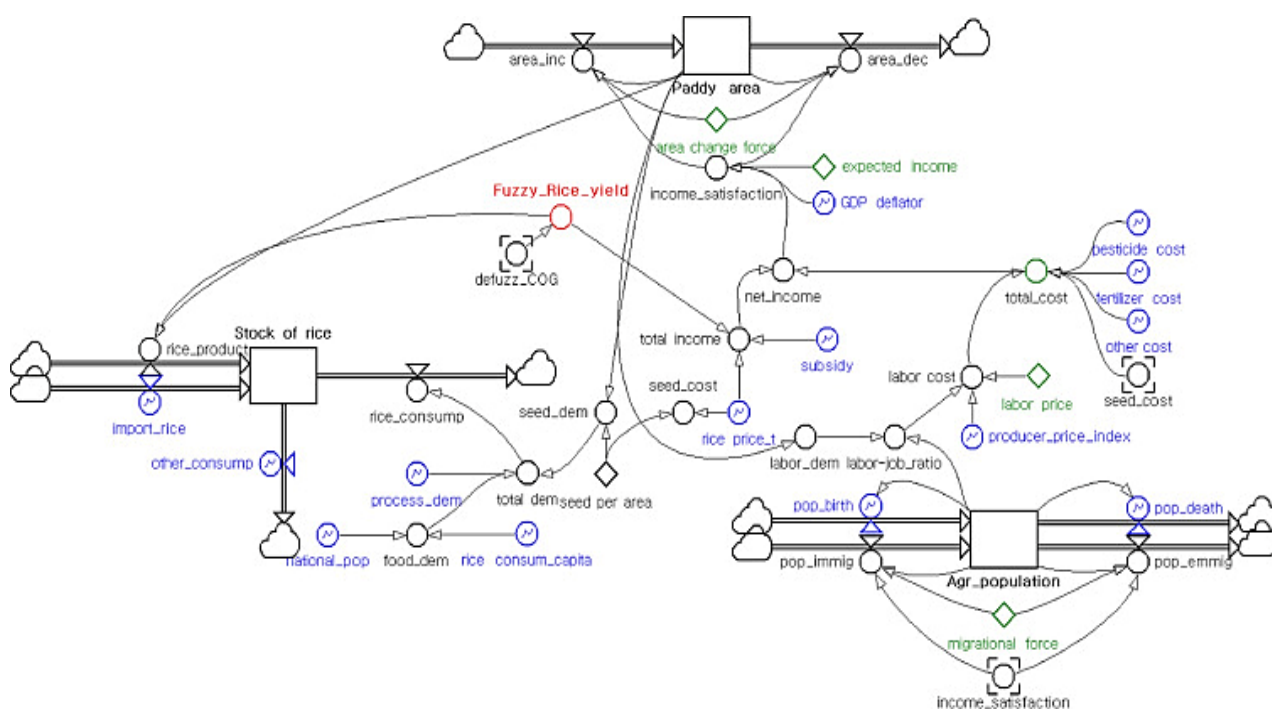 area_inc
area_dec
Paddy area
area change force
expected income
income_satisfaction
Fuzzy_Rice_yield
GDP deflator
defuzz_COG
pesticide cost
net_income
total_cost
fertilizer cost
Stock of rice
rice_product
total income
other cost
subsidy
seed_cost
labor cost
labor price
seed_cost
rice_consump
seed_dem
import_rice
rice price_t
producer_price_index
other_consump
labor_dem
labor-job_ratio
process_dem
total dem
seed per area
pop_birth
pop_death
national_pop
food_dem
rice consum_capita
pop_immig
pop_emmig
Agr_population
migrational force
income_satisfaction